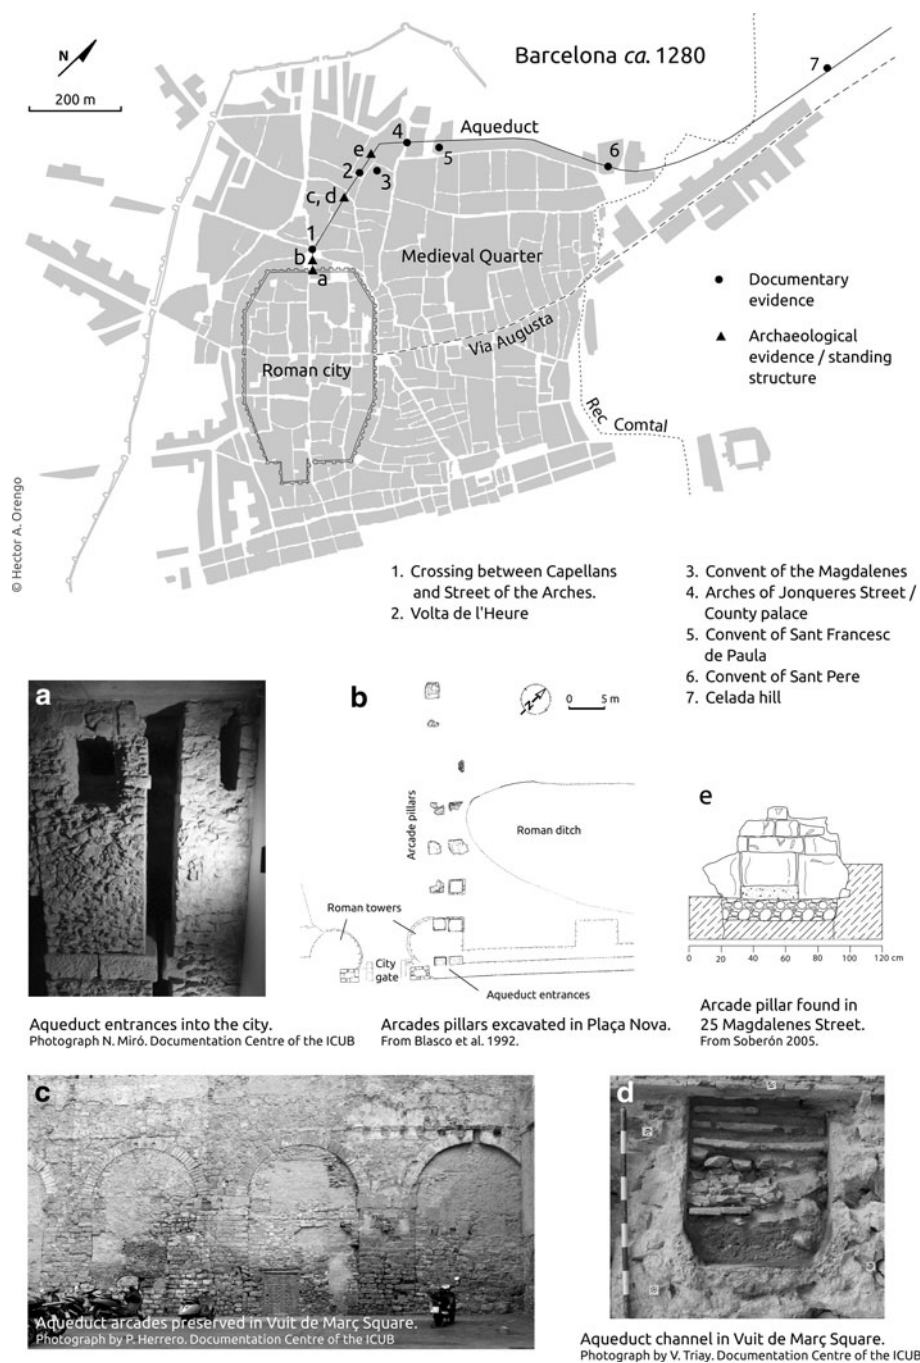 Barcelona ca. 1280
N
200 m
7
Aqueduct
4
5
6
e
2
3
c, d
1
b
a
Medieval Quarter
Via Augusta
Roman city
Rec Comtal
Documentary
evidence
Archaeological
evidence / standing
structure
© Hector A. Orengo
1. Crossing between Capellans
and Street of the Arches.
2. Volta de l'Heure
3. Convent of the Magdalenes
4. Arches of Jonqueres Street /
County palace
5. Convent of Sant Francesc
de Paula
6. Convent of Sant Pere
7. Celada hill
a
Aqueduct entrances into the city.
Photograph N. Miró. Documentation Centre of the ICUB
b
N
0 5 m
Arcade pillars
Roman ditch
Roman towers
City
gate
Aqueduct entrances
Arcades pillars excavated in Plaça Nova.
From Blasco et al. 1992.
e
0 20 40 60 80 100 120 cm
Arcade pillar found in
25 Magdalenes Street.
From Soberón 2005.
c
Aqueduct arcades preserved in Vuit de Març Square.
Photograph by P. Herrero. Documentation Centre of the ICUB
d
Aqueduct channel in Vuit de Març Square.
Photograph by V. Triay. Documentation Centre of the ICUB